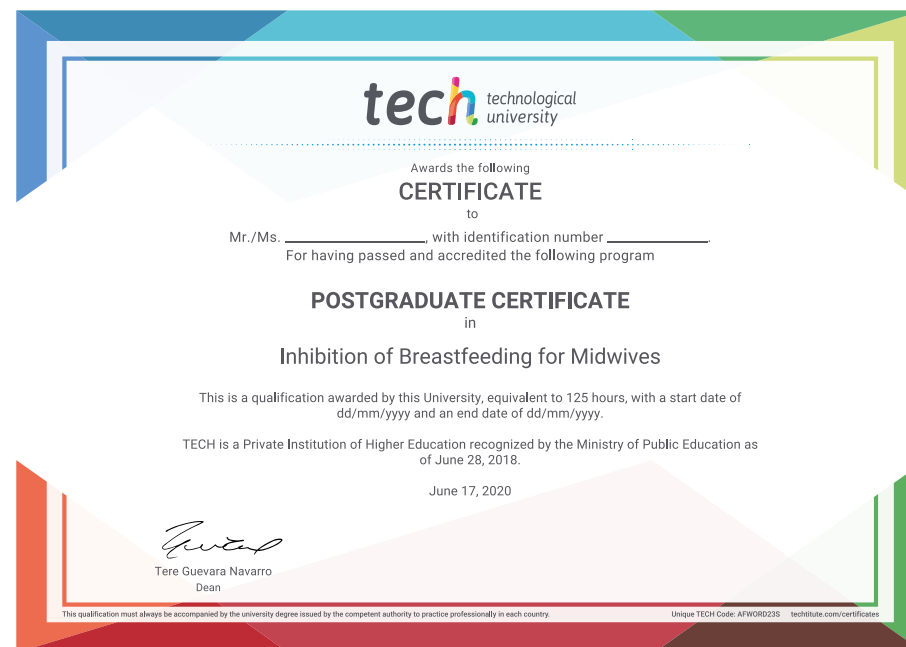 tech technological
university
Awards the following
CERTIFICATE
to
Mr./Ms. ____________________, with identification number ______________.
For having passed and accredited the following program
POSTGRADUATE CERTIFICATE
in
Inhibition of Breastfeeding for Midwives
This is a qualification awarded by this University, equivalent to 125 hours, with a start date of
dd/mm/yyyy and an end date of dd/mm/yyyy.
TECH is a Private Institution of Higher Education recognized by the Ministry of Public Education as
of June 28, 2018.
June 17, 2020
Tere Guevara Navarro
Dean
This qualification must always be accompanied by the university degree issued by the competent authority to practice professionally in each country. Unique TECH Code: AFWORD23S techtitute.com/certificates